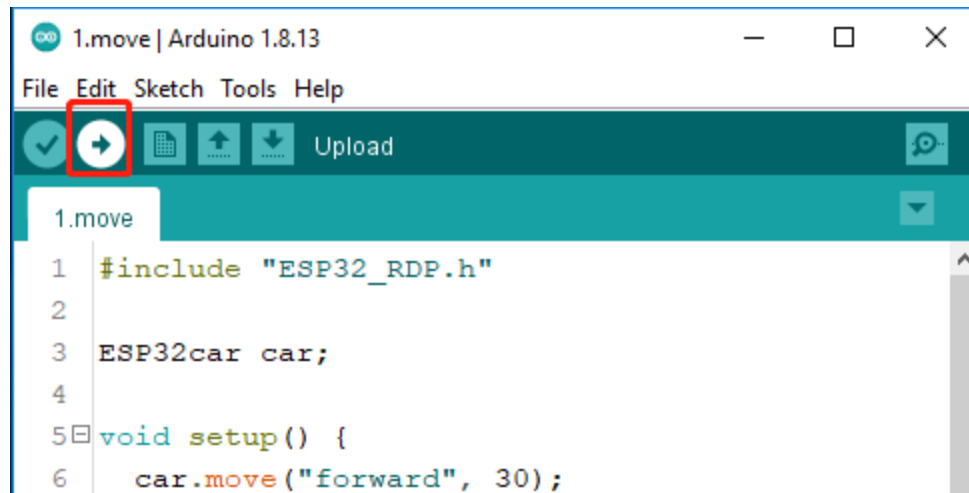 1.move | Arduino 1.8.13
File Edit Sketch Tools Help
Upload
1.move
1 #include "ESP32_RDP.h"
2
3 ESP32car car;
4
5 void setup() {
6 car.move("forward", 30);